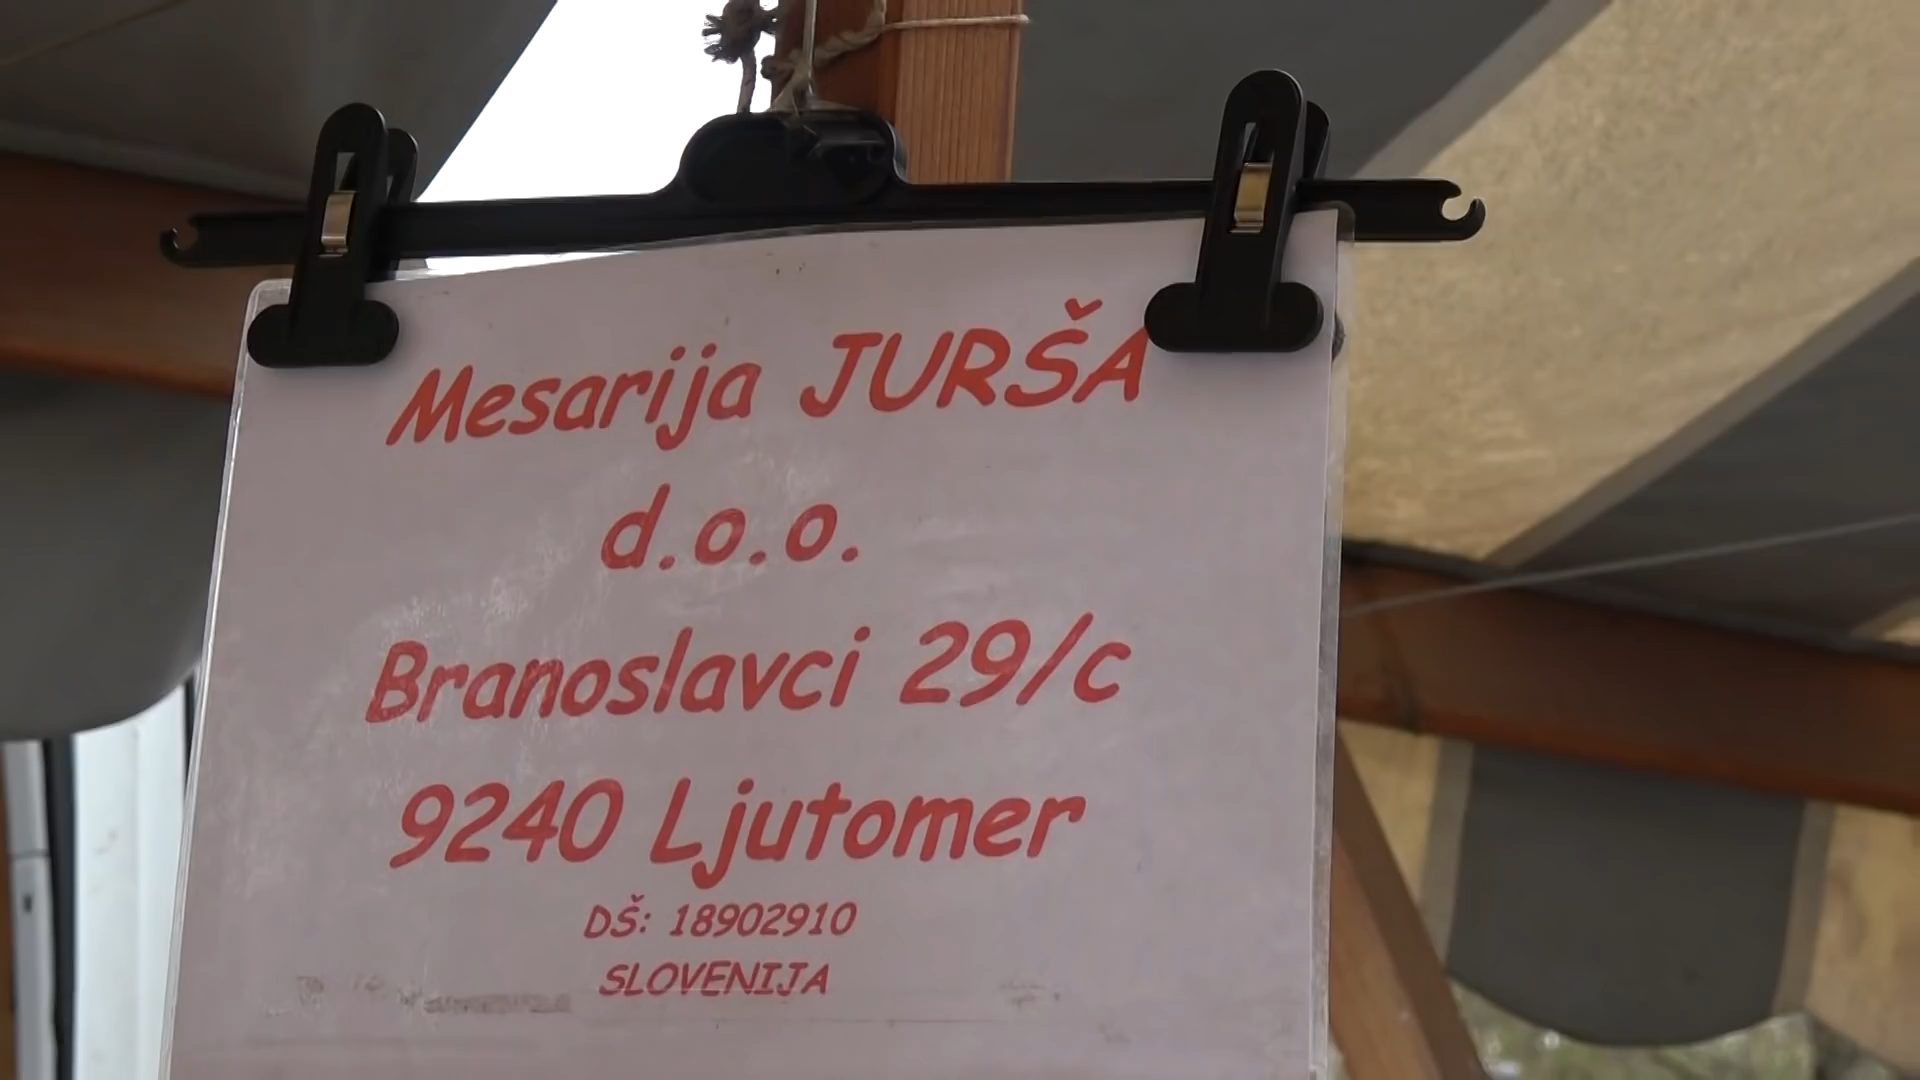 Mesarija JURŠA
d.o.o.
Branoslavci 29/c
9240 Ljutomer
DŠ: 18902910
SLOVENIJA